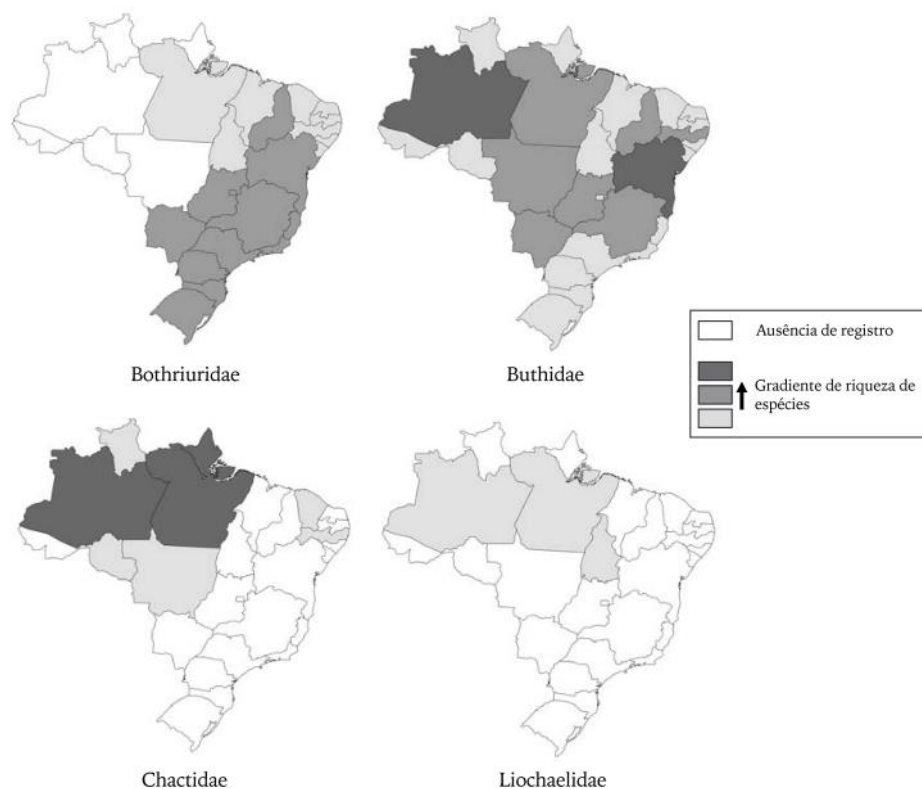 Bothriuridae
Buthidae
Ausência de registro
Gradiente de riqueza de
espécies
Chactidae
Liochaelidae